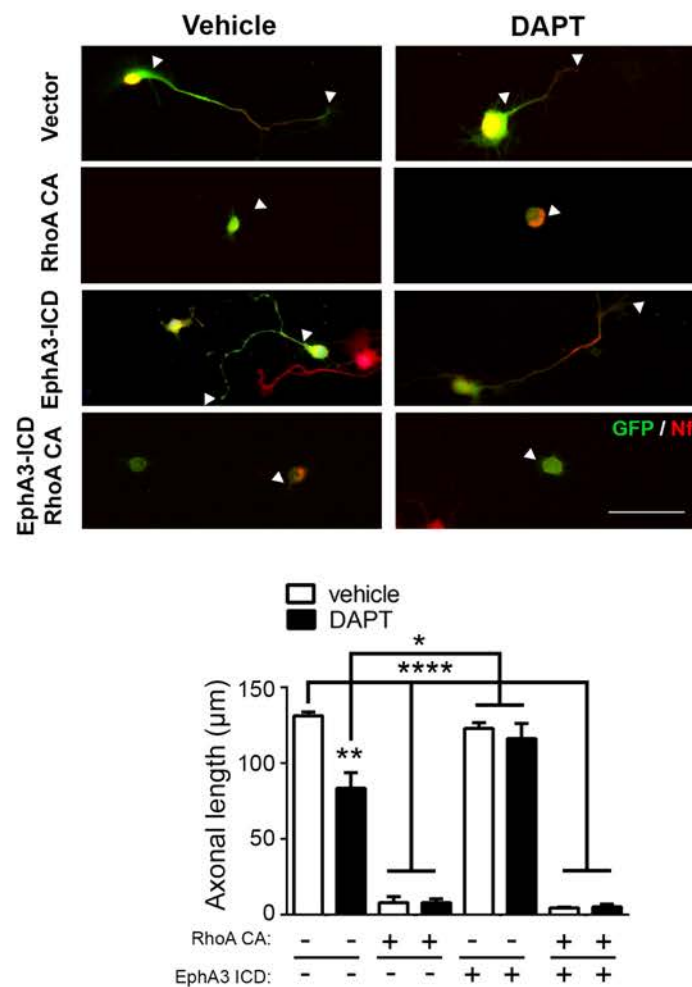 Vehicle DAPT
Vector
RhoA CA
EphA3-ICD
EphA3-ICD
RhoA CA
GFP / Nf
vehicle
DAPT
*
****
**
Axonal length (µm)
150
100
50
0
RhoA CA: - - + + - - + +
EphA3 ICD: - - - - + + + +